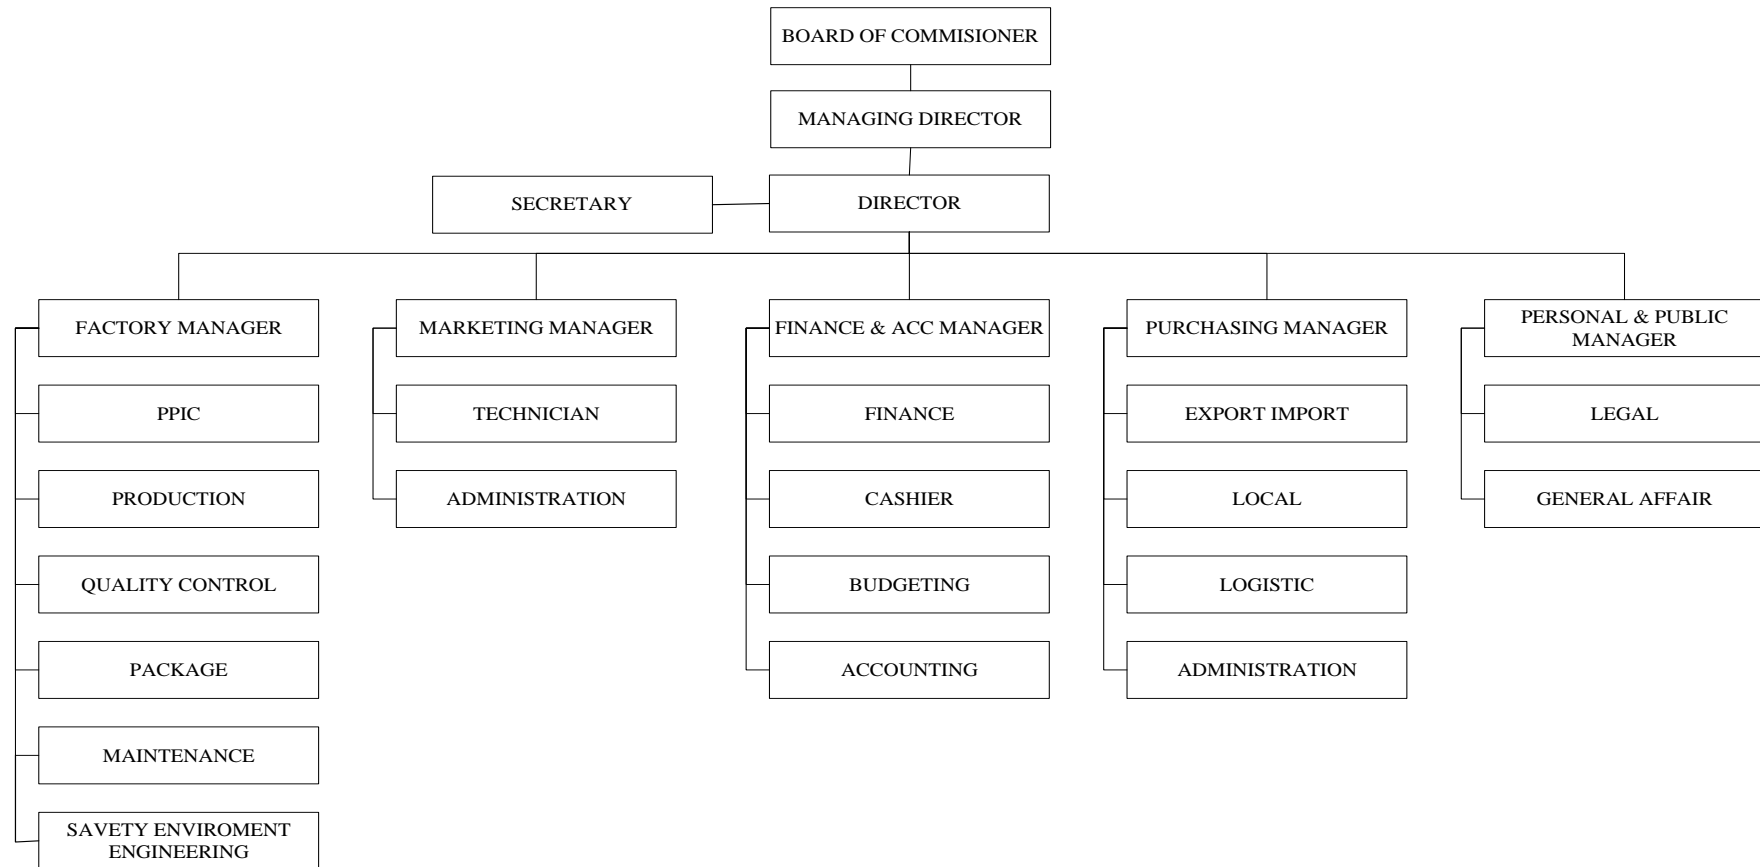 BOARD OF COMMISIONER
MANAGING DIRECTOR
SECRETARY
DIRECTOR
FACTORY MANAGER
MARKETING MANAGER
FINANCE & ACC MANAGER
PURCHASING MANAGER
PERSONAL & PUBLIC
MANAGER
PPIC
TECHNICIAN
FINANCE
EXPORT IMPORT
LEGAL
PRODUCTION
ADMINISTRATION
CASHIER
LOCAL
GENERAL AFFAIR
QUALITY CONTROL
BUDGETING
LOGISTIC
PACKAGE
ACCOUNTING
ADMINISTRATION
MAINTENANCE
SAVETY ENVIROMENT
ENGINEERING